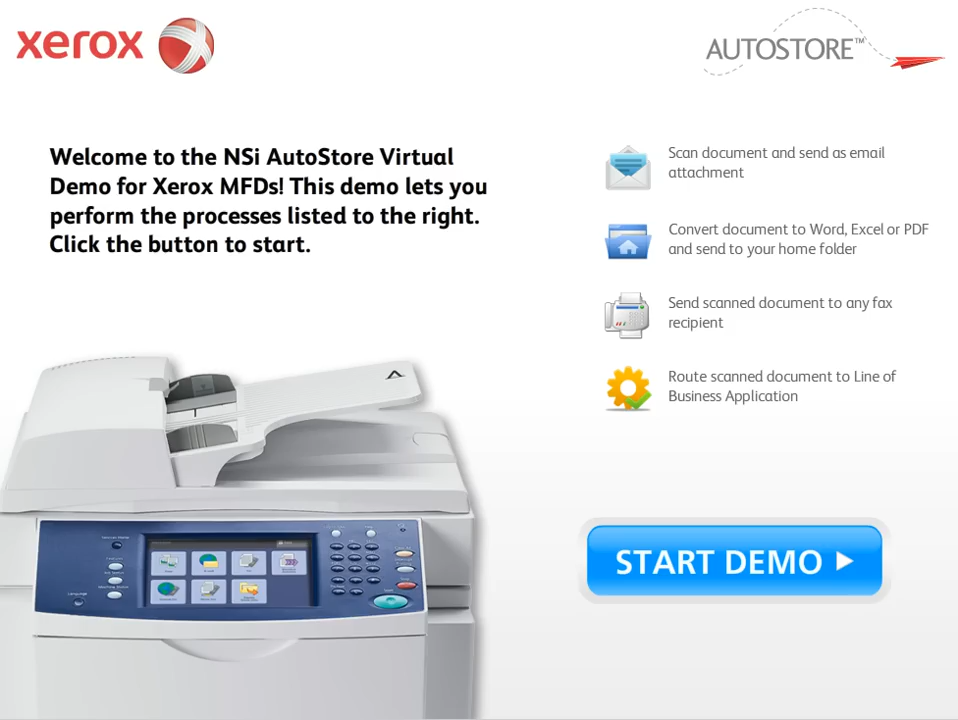 xerox
AUTOSTORE™
Welcome to the NSi AutoStore Virtual
Demo for Xerox MFDs! This demo lets you
perform the processes listed to the right.
Click the button to start.
Scan document and send as email
attachment
Convert document to Word, Excel or PDF
and send to your home folder
Send scanned document to any fax
recipient
Route scanned document to Line of
Business Application
START DEMO
Language